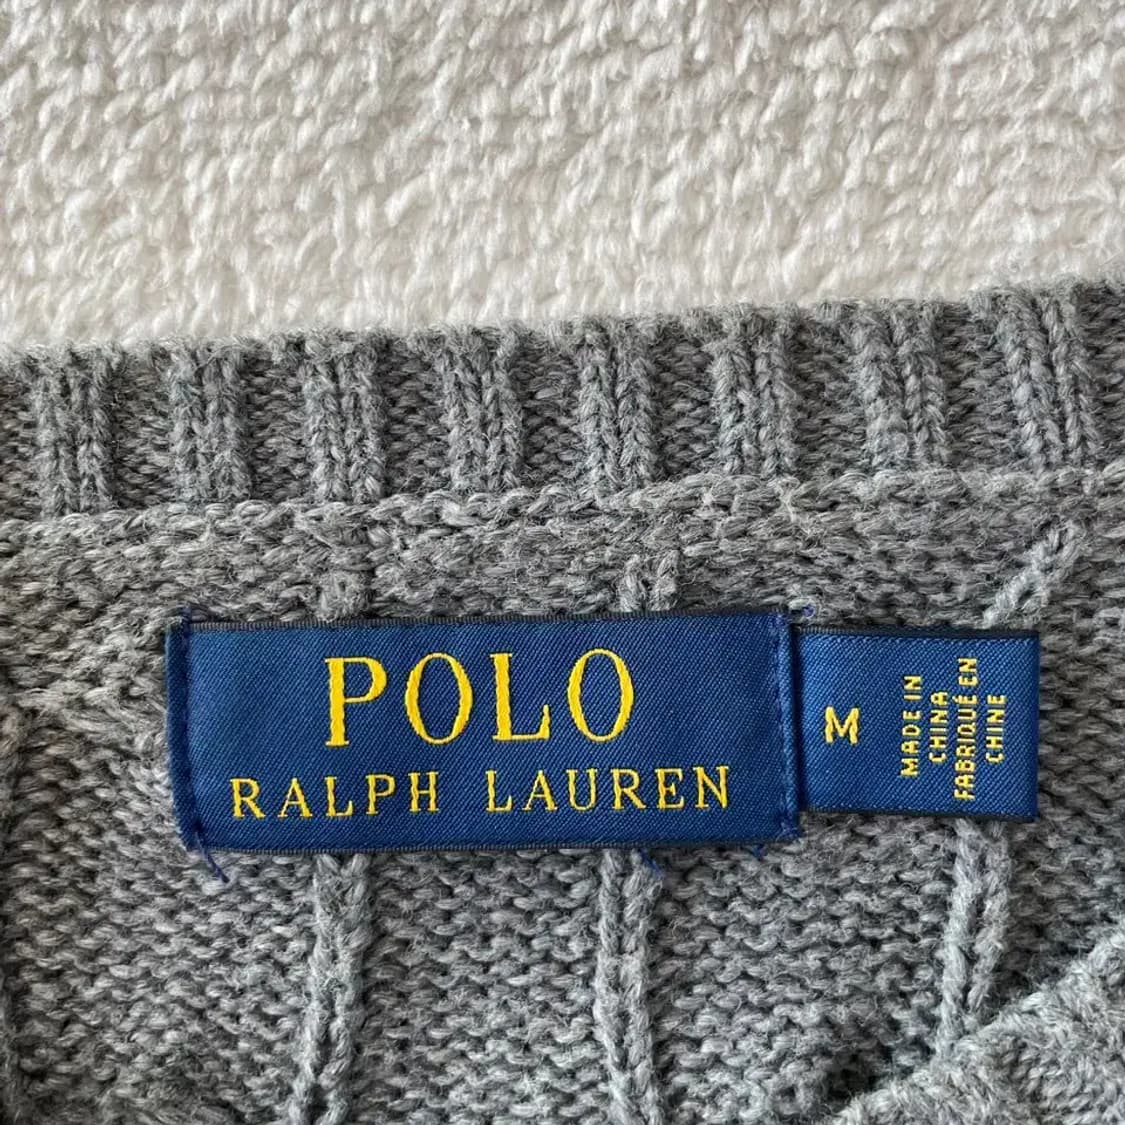 POLO
RALPH LAUREN
M
MADE IN
CHINA
FABRIQUÉ EN
CHINE